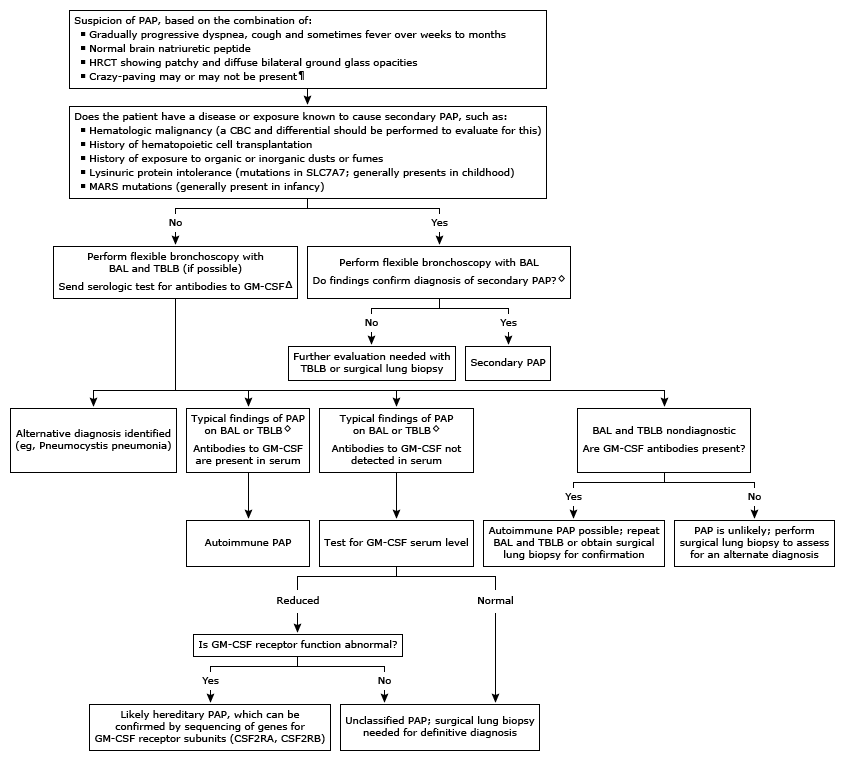 Suspicion of PAP, based on the combination of:
▪ Gradually progressive dyspnea, cough and sometimes fever over weeks to months
▪ Normal brain natriuretic peptide
▪ HRCT showing patchy and diffuse bilateral ground glass opacities
▪ Crazy-paving may or may not be present¶
Does the patient have a disease or exposure known to cause secondary PAP, such as:
▪ Hematologic malignancy (a CBC and differential should be performed to evaluate for this)
▪ History of hematopoietic cell transplantation
▪ History of exposure to organic or inorganic dusts or fumes
▪ Lysinuric protein intolerance (mutations in SLC7A7; generally presents in childhood)
▪ MARS mutations (generally present in infancy)
No
Yes
Perform flexible bronchoscopy with
BAL and TBLB (if possible)
Send serologic test for antibodies to GM-CSFΔ
Perform flexible bronchoscopy with BAL
Do findings confirm diagnosis of secondary PAP?◇
No
Yes
Further evaluation needed with
TBLB or surgical lung biopsy
Secondary PAP
Alternative diagnosis identified
(eg, Pneumocystis pneumonia)
Typical findings of PAP
on BAL or TBLB◇
Antibodies to GM-CSF
are present in serum
Typical findings of PAP
on BAL or TBLB◇
Antibodies to GM-CSF not
detected in serum
BAL and TBLB nondiagnostic
Are GM-CSF antibodies present?
Yes
No
Autoimmune PAP
Test for GM-CSF serum level
Autoimmune PAP possible; repeat
BAL and TBLB or obtain surgical
lung biopsy for confirmation
PAP is unlikely; perform
surgical lung biopsy to assess
for an alternate diagnosis
Reduced
Normal
Is GM-CSF receptor function abnormal?
Yes
No
Likely hereditary PAP, which can be
confirmed by sequencing of genes for
GM-CSF receptor subunits (CSF2RA, CSF2RB)
Unclassified PAP; surgical lung biopsy
needed for definitive diagnosis